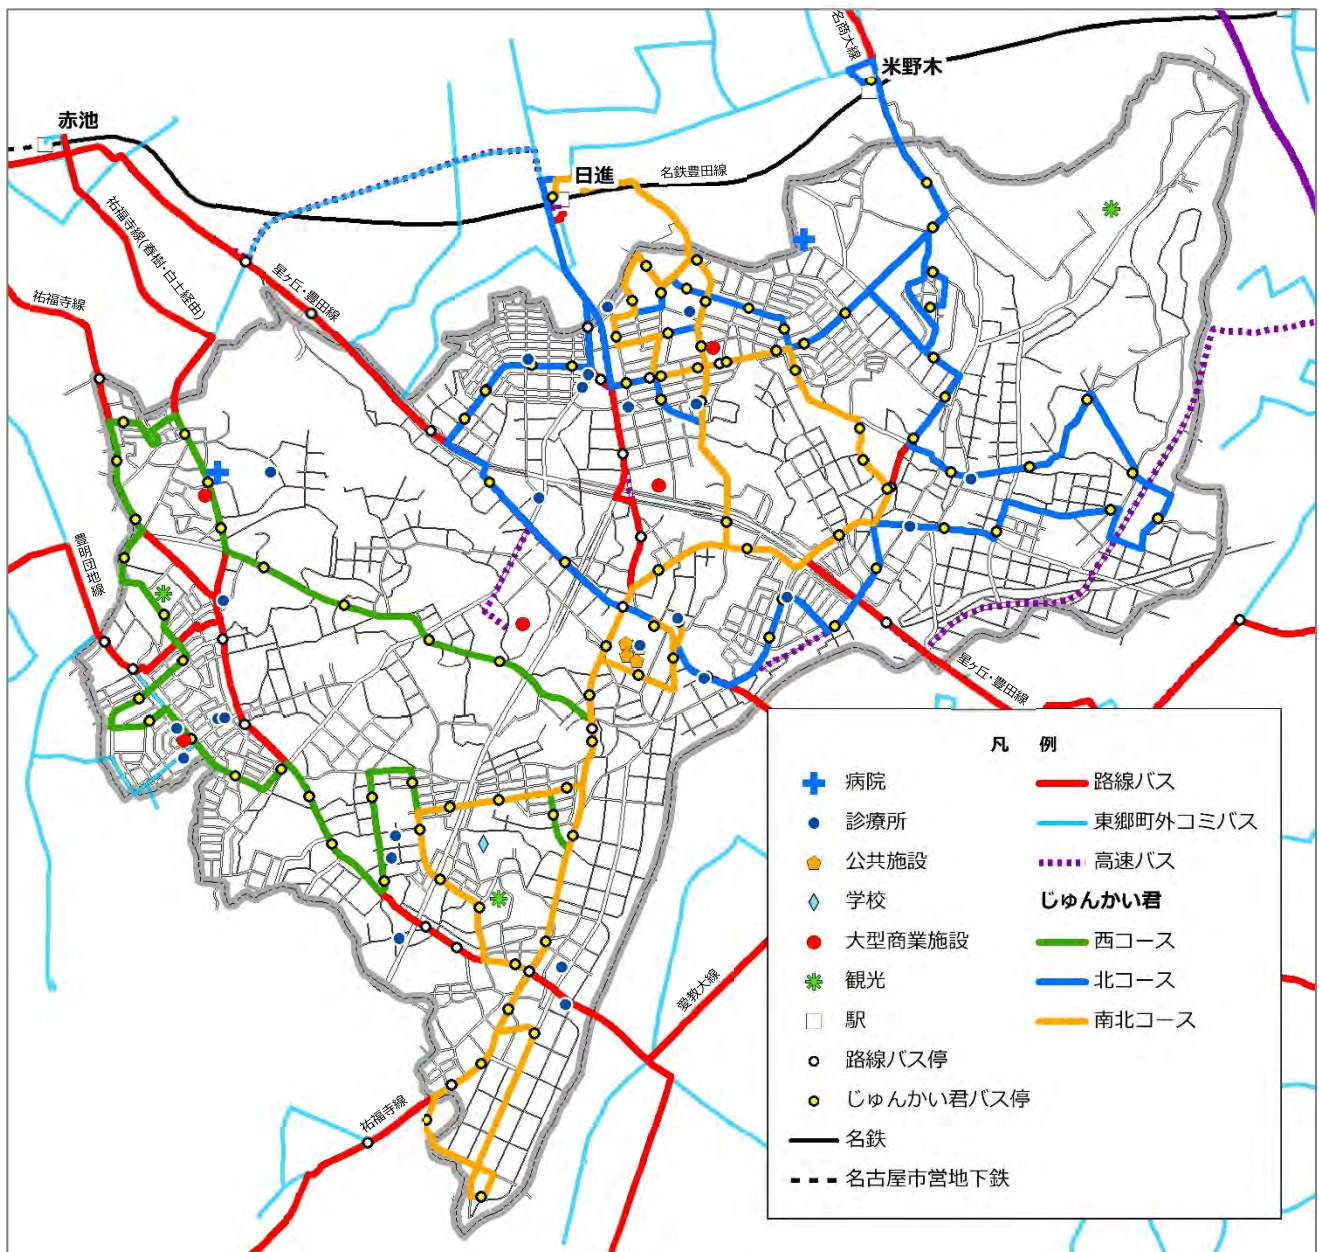 名商大線
米野木
赤池
日進
名鉄豊田線
祐福寺線(春樹・白土経由)
星ヶ丘・豊田線
祐福寺線
豊明団地線
星ヶ丘・豊田線
愛教大線
祐福寺線
凡 例
病院
診療所
公共施設
学校
大型商業施設
観光
駅
路線バス停
じゅんかい君バス停
名鉄
名古屋市営地下鉄
路線バス
東郷町外コミバス
高速バス
じゅんかい君
西コース
北コース
南北コース